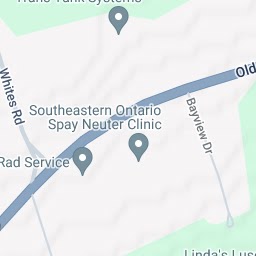 Trans Tank Systems
Whites Rd
Old
Southeastern Ontario
Spay Neuter Clinic
Bayview Dr
Rad Service
Linda's Lus